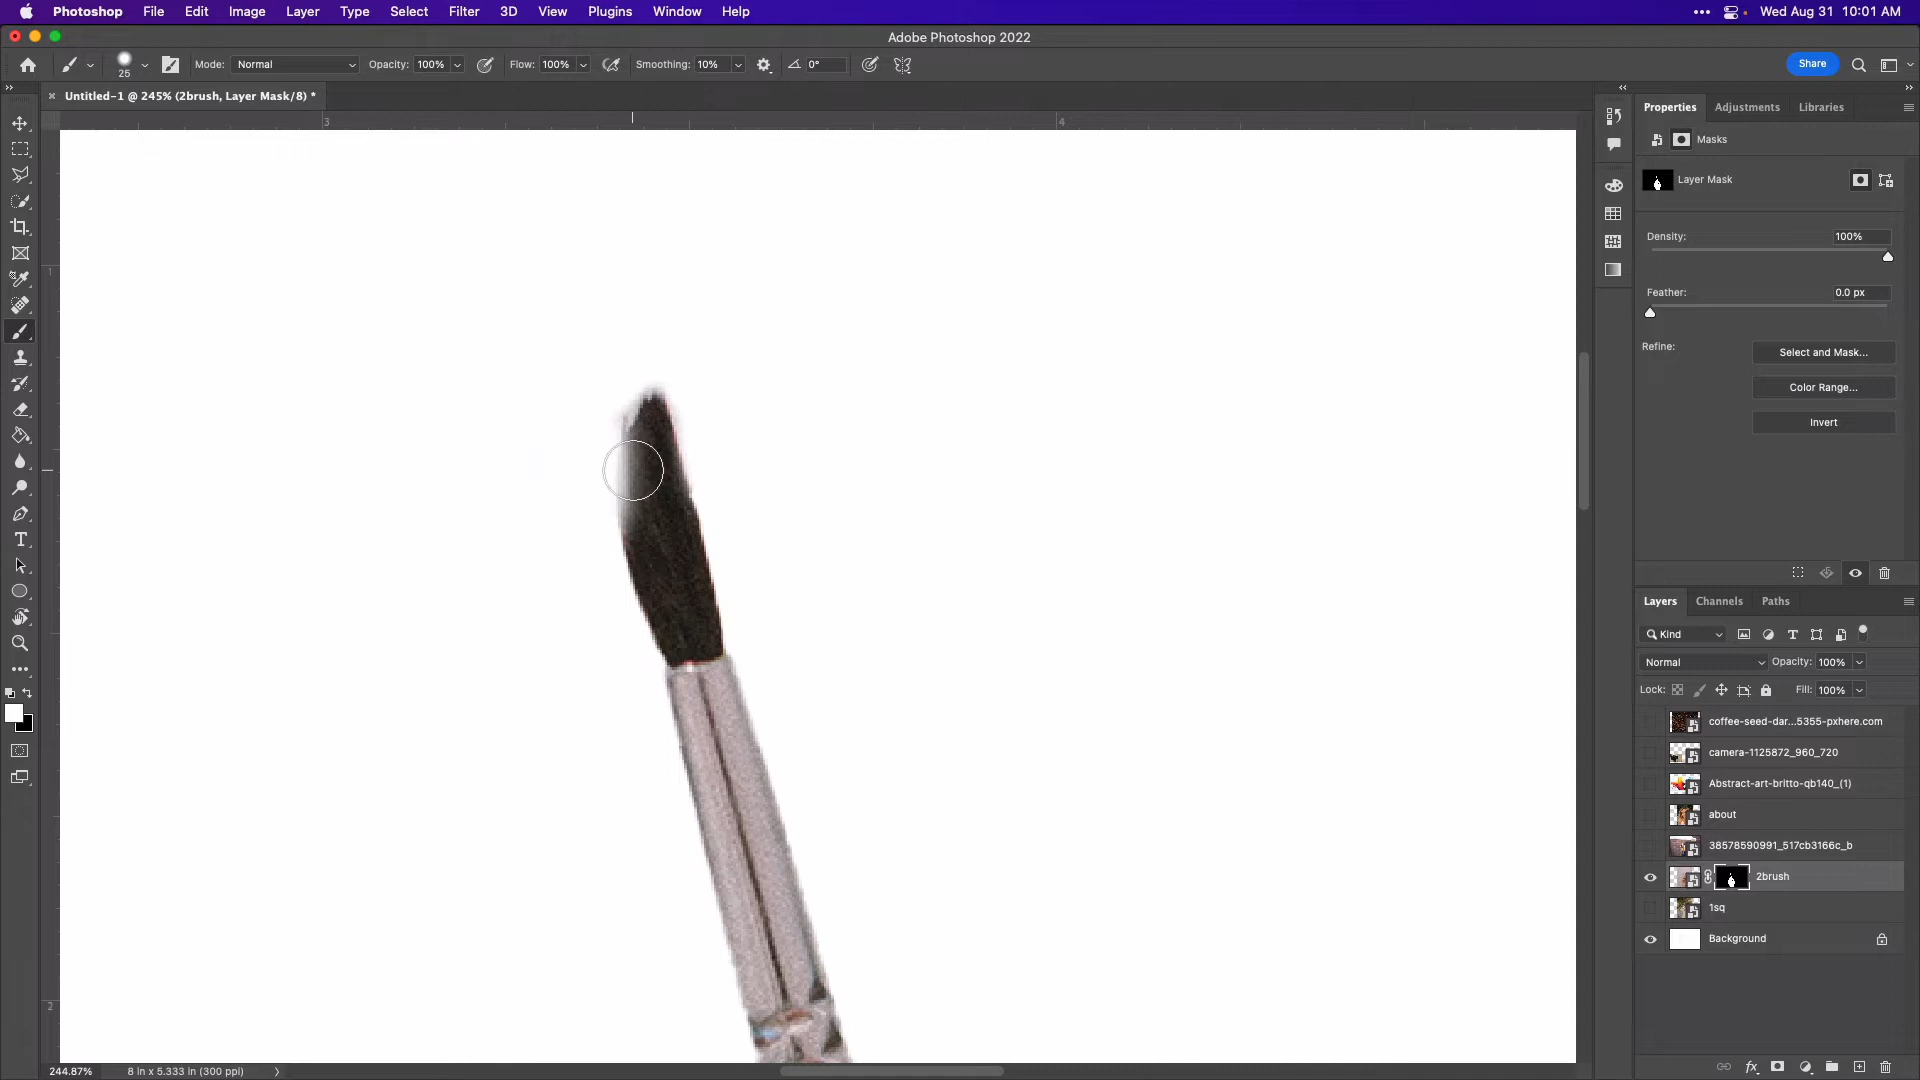 Photoshop File Edit Image Layer Type Select Filter 3D View Plugins Window Help Wed Aug 31 10:01 AM
Adobe Photoshop 2022
25 Mode: Normal Opacity: 100% Flow: 100% Smoothing: 10% 0° Share
Untitled-1 @ 245% (2brush, Layer Mask/8) *
3 4
1
2
Properties Adjustments Libraries
Masks
Layer Mask
Density: 100%
Feather: 0.0 px
Refine: Select and Mask...
Color Range...
Invert
Layers Channels Paths
Kind
Normal Opacity: 100%
Lock: Fill: 100%
coffee-seed-dar...5355-pxhere.com
camera-1125872_960_720
Abstract-art-britto-qb140_(1)
about
38578590991_517cb3166c_b
2brush
1sq
Background
244.87% 8 in x 5.333 in (300 ppi)